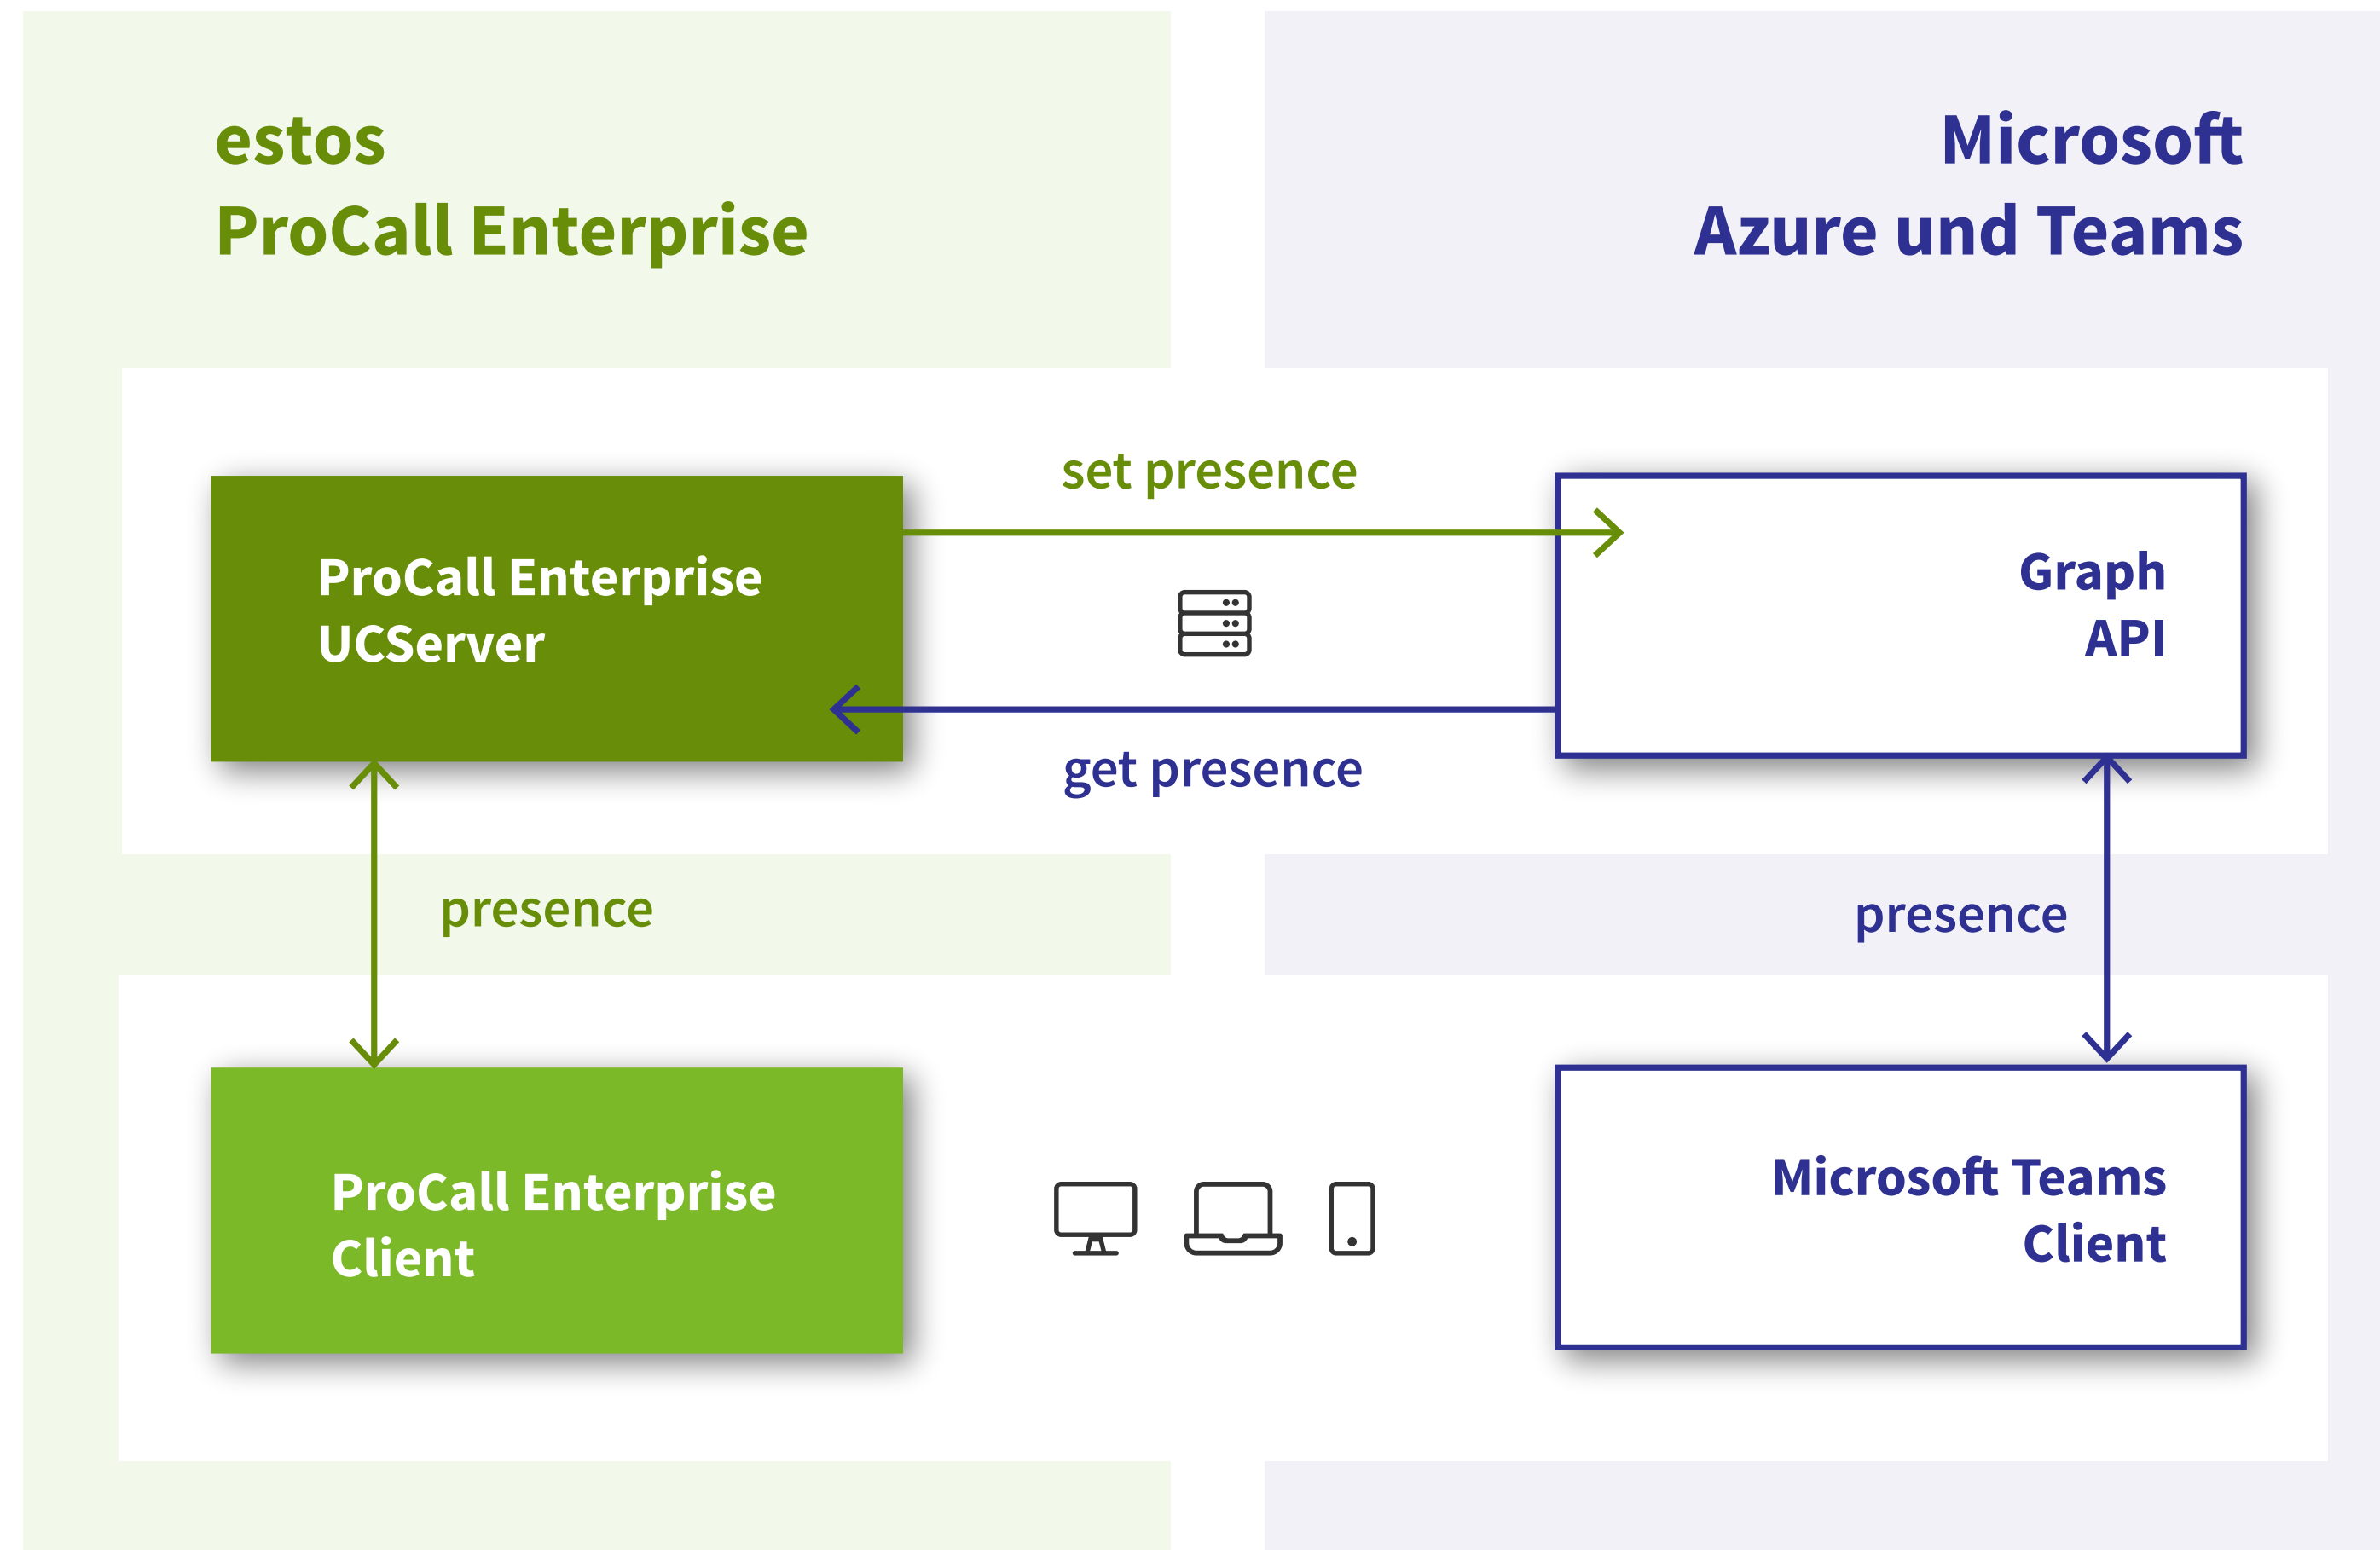 estos
ProCall Enterprise
Microsoft
Azure und Teams
set presence
ProCall Enterprise
UCServer
Graph
API
get presence
presence
presence
ProCall Enterprise
Client
Microsoft Teams
Client